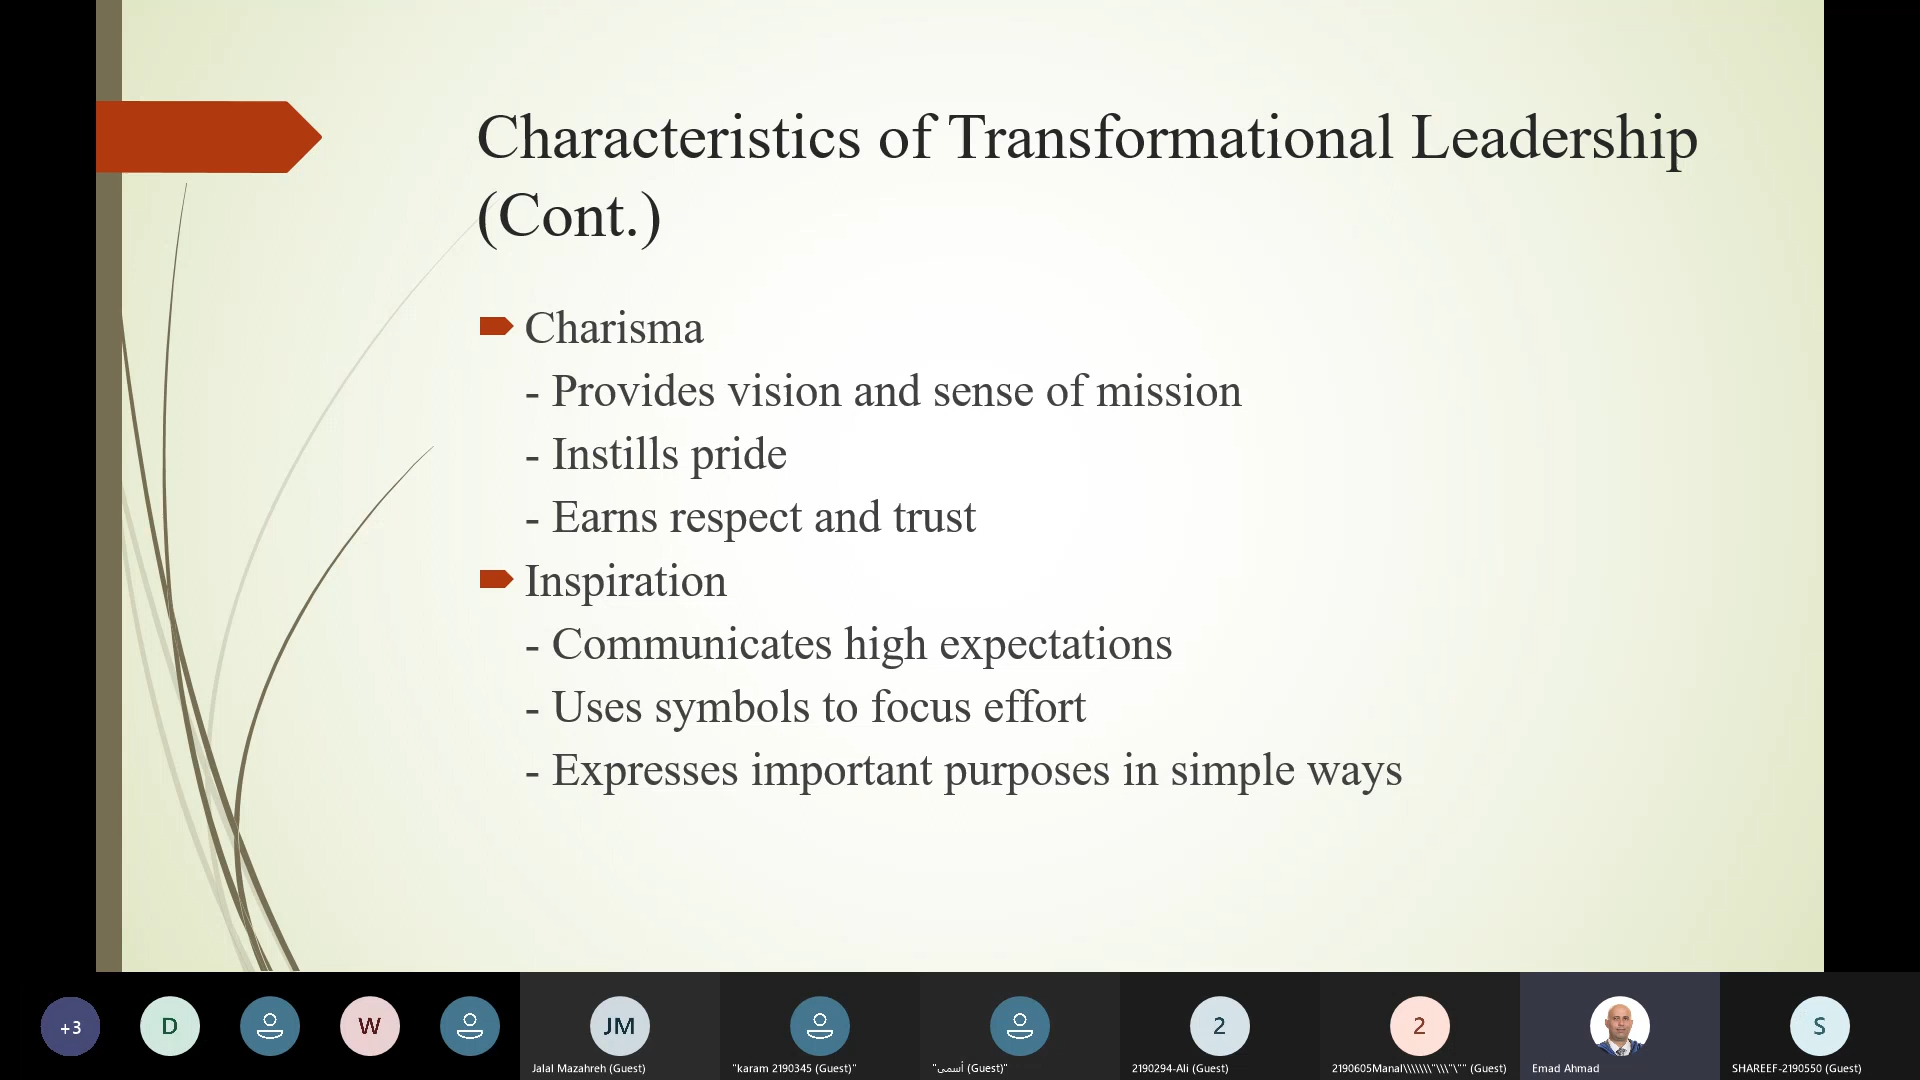 Characteristics of Transformational Leadership
(Cont.)
Charisma
- Provides vision and sense of mission
- Instills pride
- Earns respect and trust
Inspiration
- Communicates high expectations
- Uses symbols to focus effort
- Expresses important purposes in simple ways
+3
D
W
JM
2
2
S
Jalal Mazahreh (Guest)
"karam 2190345 (Guest)"
"أسمى (Guest)"
2190294-Ali (Guest)
2190605Manal\\\\\\\"\\\"\"" (Guest)
Emad Ahmad
SHAREEF-2190550 (Guest)